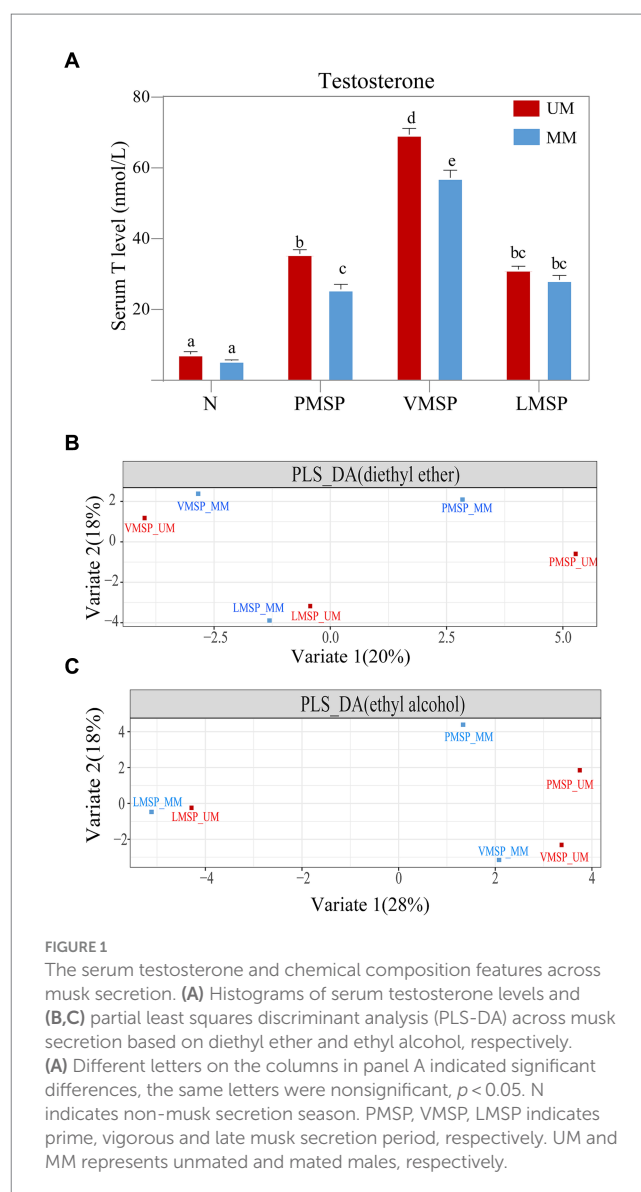 A
Testosterone
80
60
40
20
Serum T level (nmol/L)
UM
MM
a
a
b
c
d
e
bc
bc
N
PMSP
VMSP
LMSP
B
PLS_DA(diethyl ether)
2
0
−2
−4
Variate 2(18%)
VMSP_MM
VMSP_UM
PMSP_MM
PMSP_UM
LMSP_MM
LMSP_UM
−2.5
0.0
2.5
5.0
Variate 1(20%)
C
PLS_DA(ethyl alcohol)
4
2
0
−2
Variate 2(18%)
PMSP_MM
PMSP_UM
LMSP_MM
LMSP_UM
VMSP_MM
VMSP_UM
−4
0
2
4
Variate 1(28%)
FIGURE 1
The serum testosterone and chemical composition features across
musk secretion. (A) Histograms of serum testosterone levels and
(B,C) partial least squares discriminant analysis (PLS-DA) across musk
secretion based on diethyl ether and ethyl alcohol, respectively.
(A) Different letters on the columns in panel A indicated significant
differences, the same letters were nonsignificant, p < 0.05. N
indicates non-musk secretion season. PMSP, VMSP, LMSP indicates
prime, vigorous and late musk secretion period, respectively. UM and
MM represents unmated and mated males, respectively.